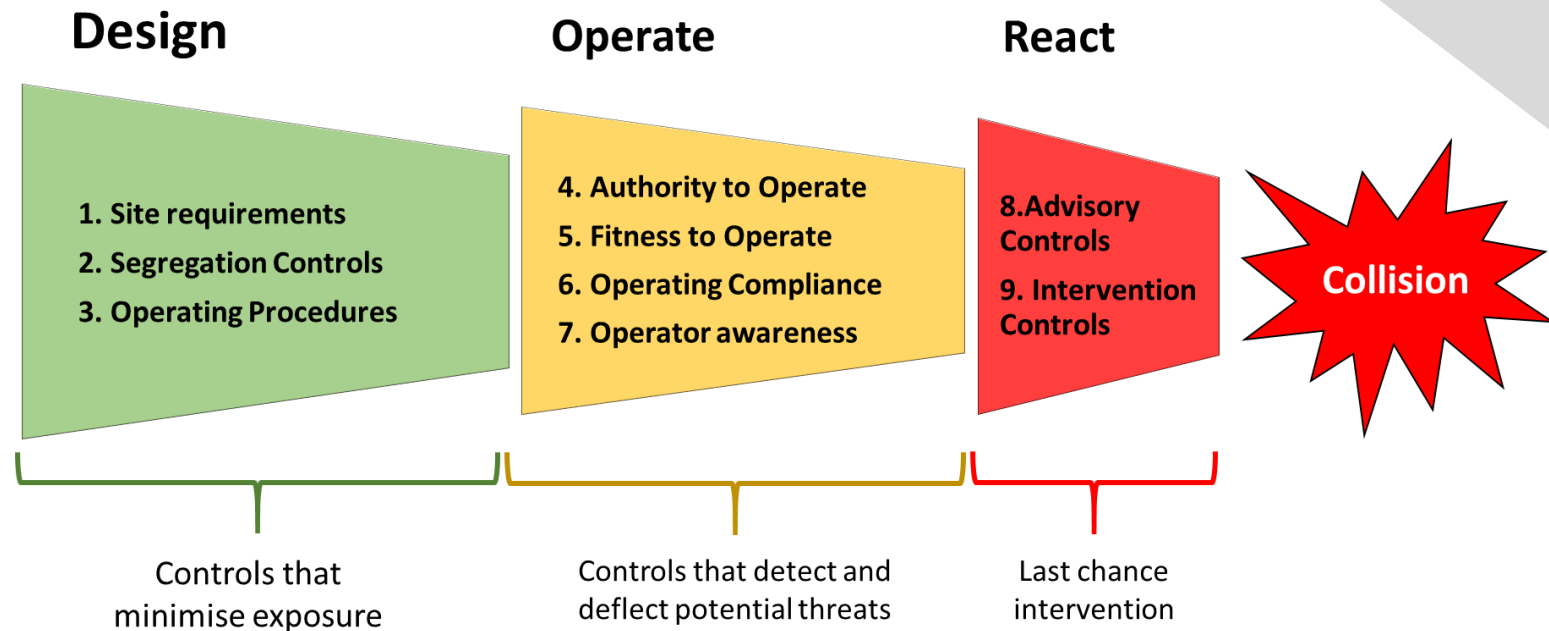 Design
Operate
React
1. Site requirements
2. Segregation Controls
3. Operating Procedures
4. Authority to Operate
5. Fitness to Operate
6. Operating Compliance
7. Operator awareness
8.Advisory
Controls
9. Intervention
Controls
Collision
Controls that
minimise exposure
Controls that detect and
deflect potential threats
Last chance
intervention